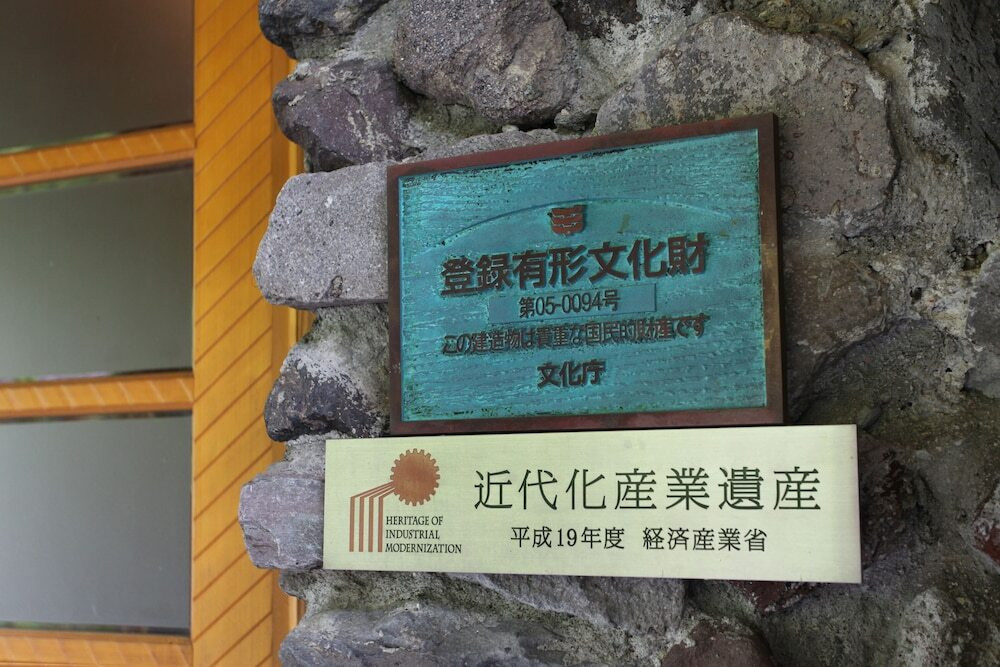 登録有形文化財
第05-0094号
この建造物は貴重な国民的財産です
文化庁
近代化産業遺産
平成19年度 経済産業省
HERITAGE OF
INDUSTRIAL
MODERNIZATION